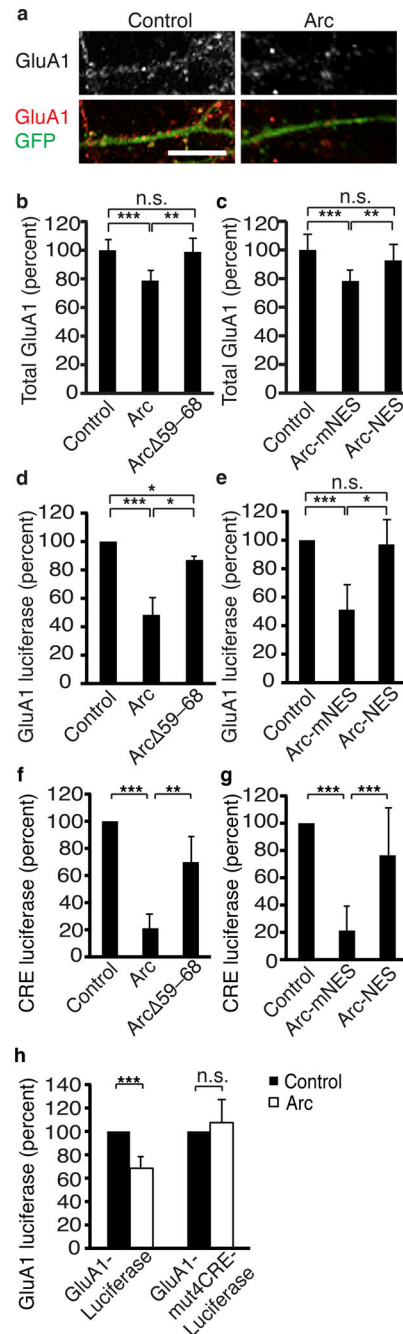 a
Control Arc
GluA1
GluA1
GFP
b
n.s.
*** **
Total GluA1 (percent)
120
100
80
60
40
20
0
Control
Arc
ArcΔ59–68
c
n.s.
*** **
Total GluA1 (percent)
120
100
80
60
40
20
0
Control
Arc-mNES
Arc-NES
d
*
*** *
GluA1 luciferase (percent)
120
100
80
60
40
20
0
Control
Arc
ArcΔ59–68
e
n.s.
*** *
GluA1 luciferase (percent)
120
100
80
60
40
20
0
Control
Arc-mNES
Arc-NES
f
*** **
CRE luciferase (percent)
120
100
80
60
40
20
0
Control
Arc
ArcΔ59–68
g
*** ***
CRE luciferase (percent)
120
100
80
60
40
20
0
Control
Arc-mNES
Arc-NES
h
*** n.s.
Control
Arc
GluA1 luciferase (percent)
140
120
100
80
60
40
20
0
GluA1-
Luciferase
GluA1-
mut4CRE-
Luciferase